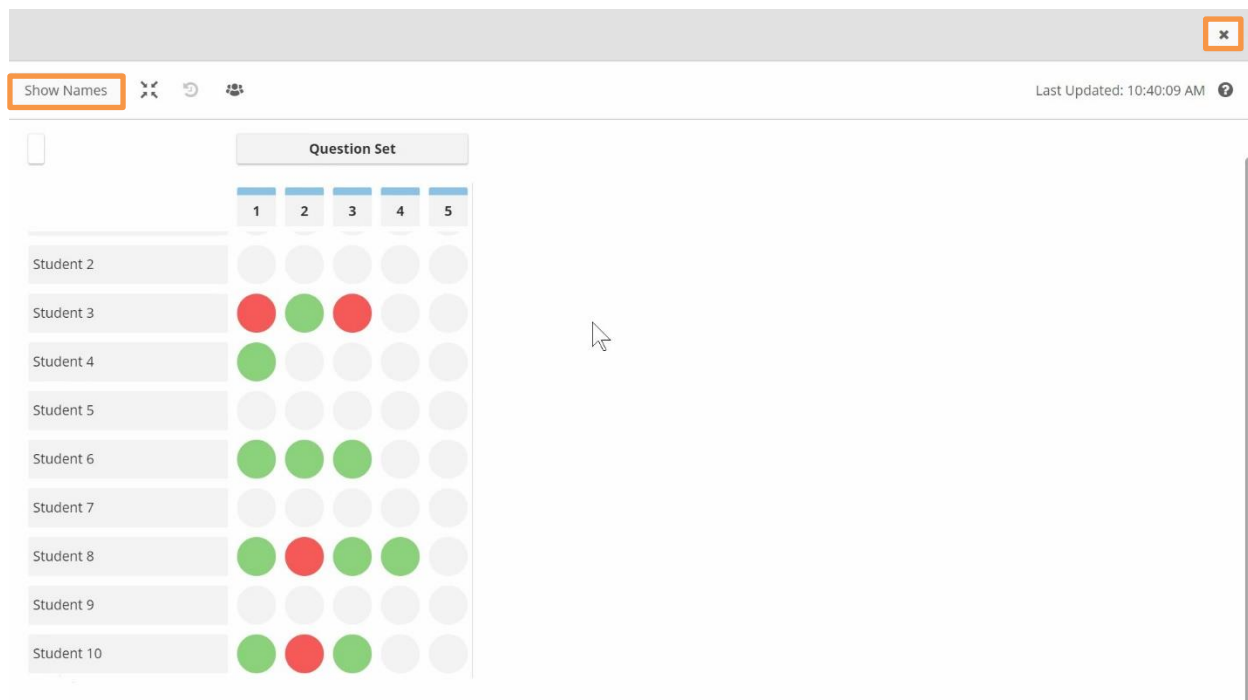 Show Names
Last Updated: 10:40:09 AM
Question Set
1 2 3 4 5
Student 2
Student 3
Student 4
Student 5
Student 6
Student 7
Student 8
Student 9
Student 10